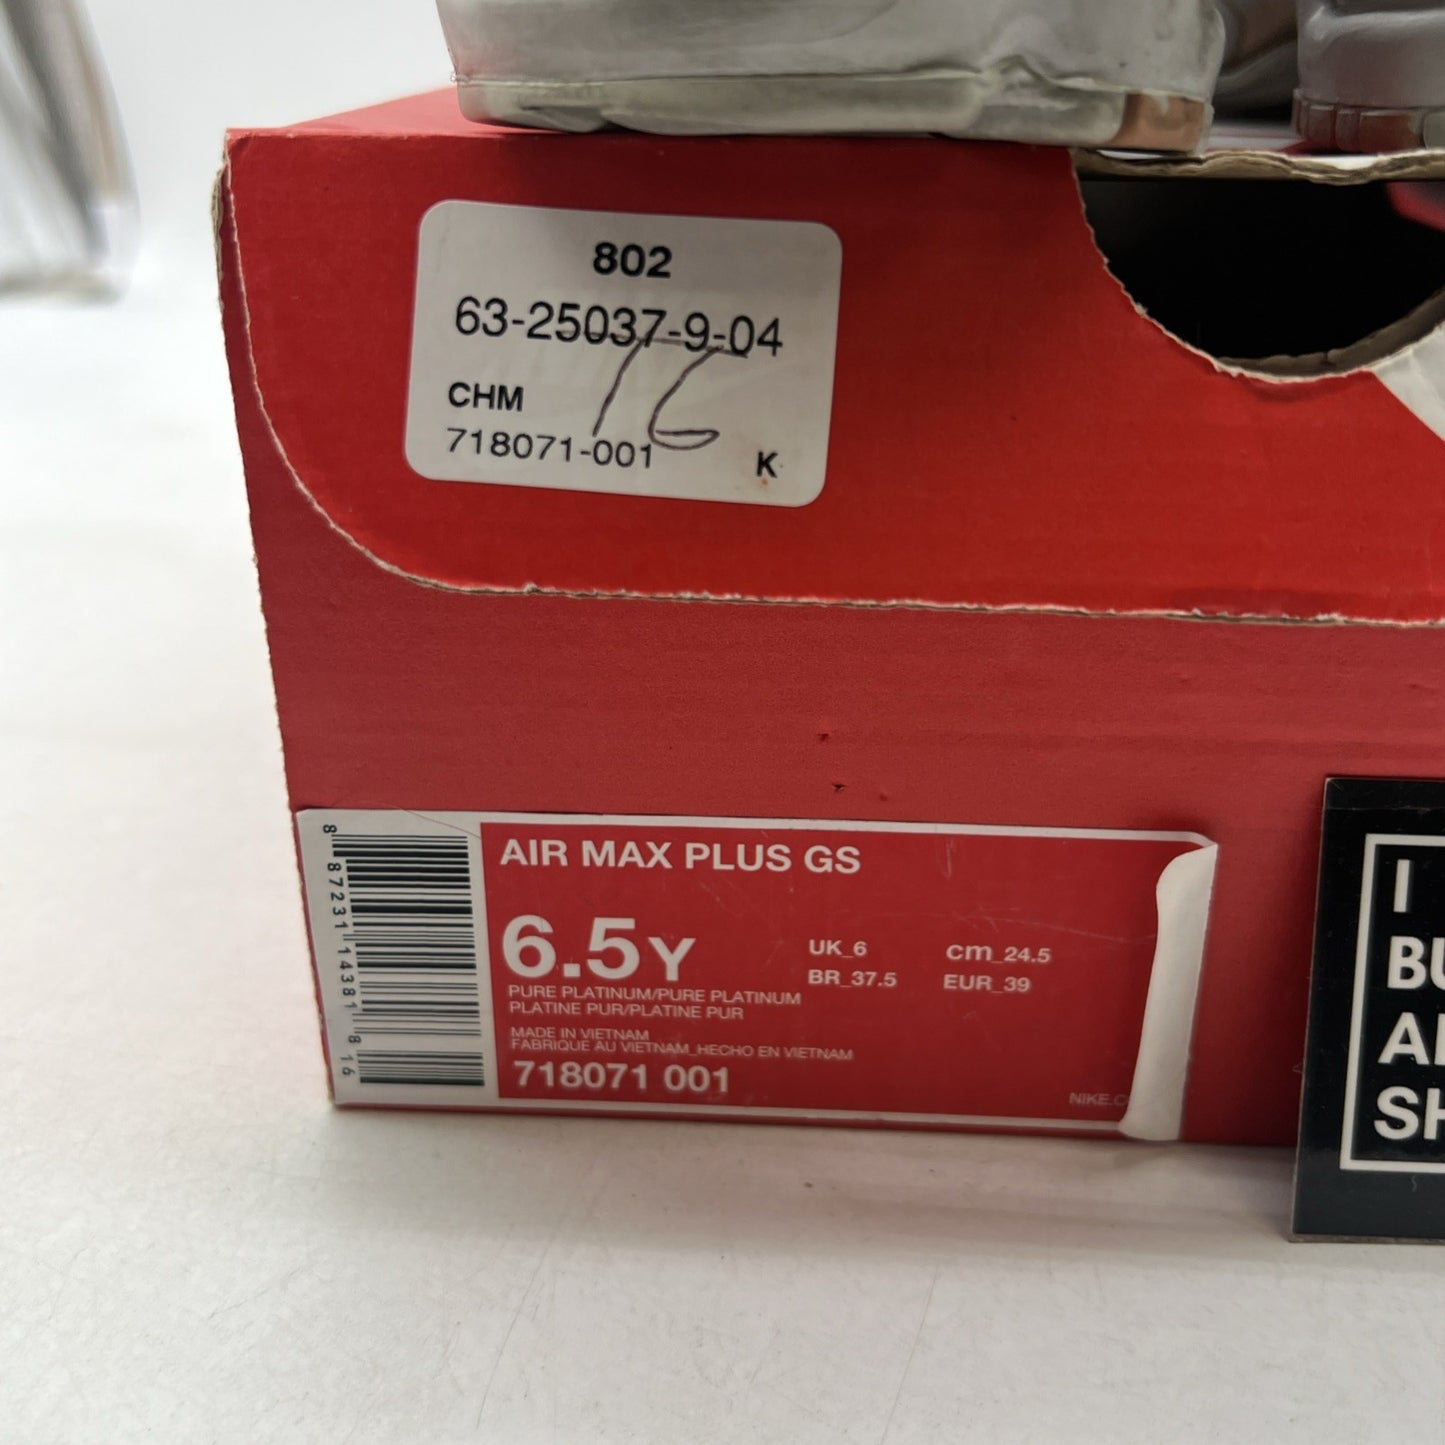 802
63-25037-9-04
16
CHM
718071-001
K
8 87231 14381 8 16
AIR MAX PLUS GS
6.5Y
UK_6
cm_24.5
BR_37.5
EUR_39
PURE PLATINUM/PURE PLATINUM
PLATINE PUR/PLATINE PUR
MADE IN VIETNAM
FABRIQUE AU VIETNAM_HECHO EN VIETNAM
718071 001
NIKE.C
I
BU
A
SH